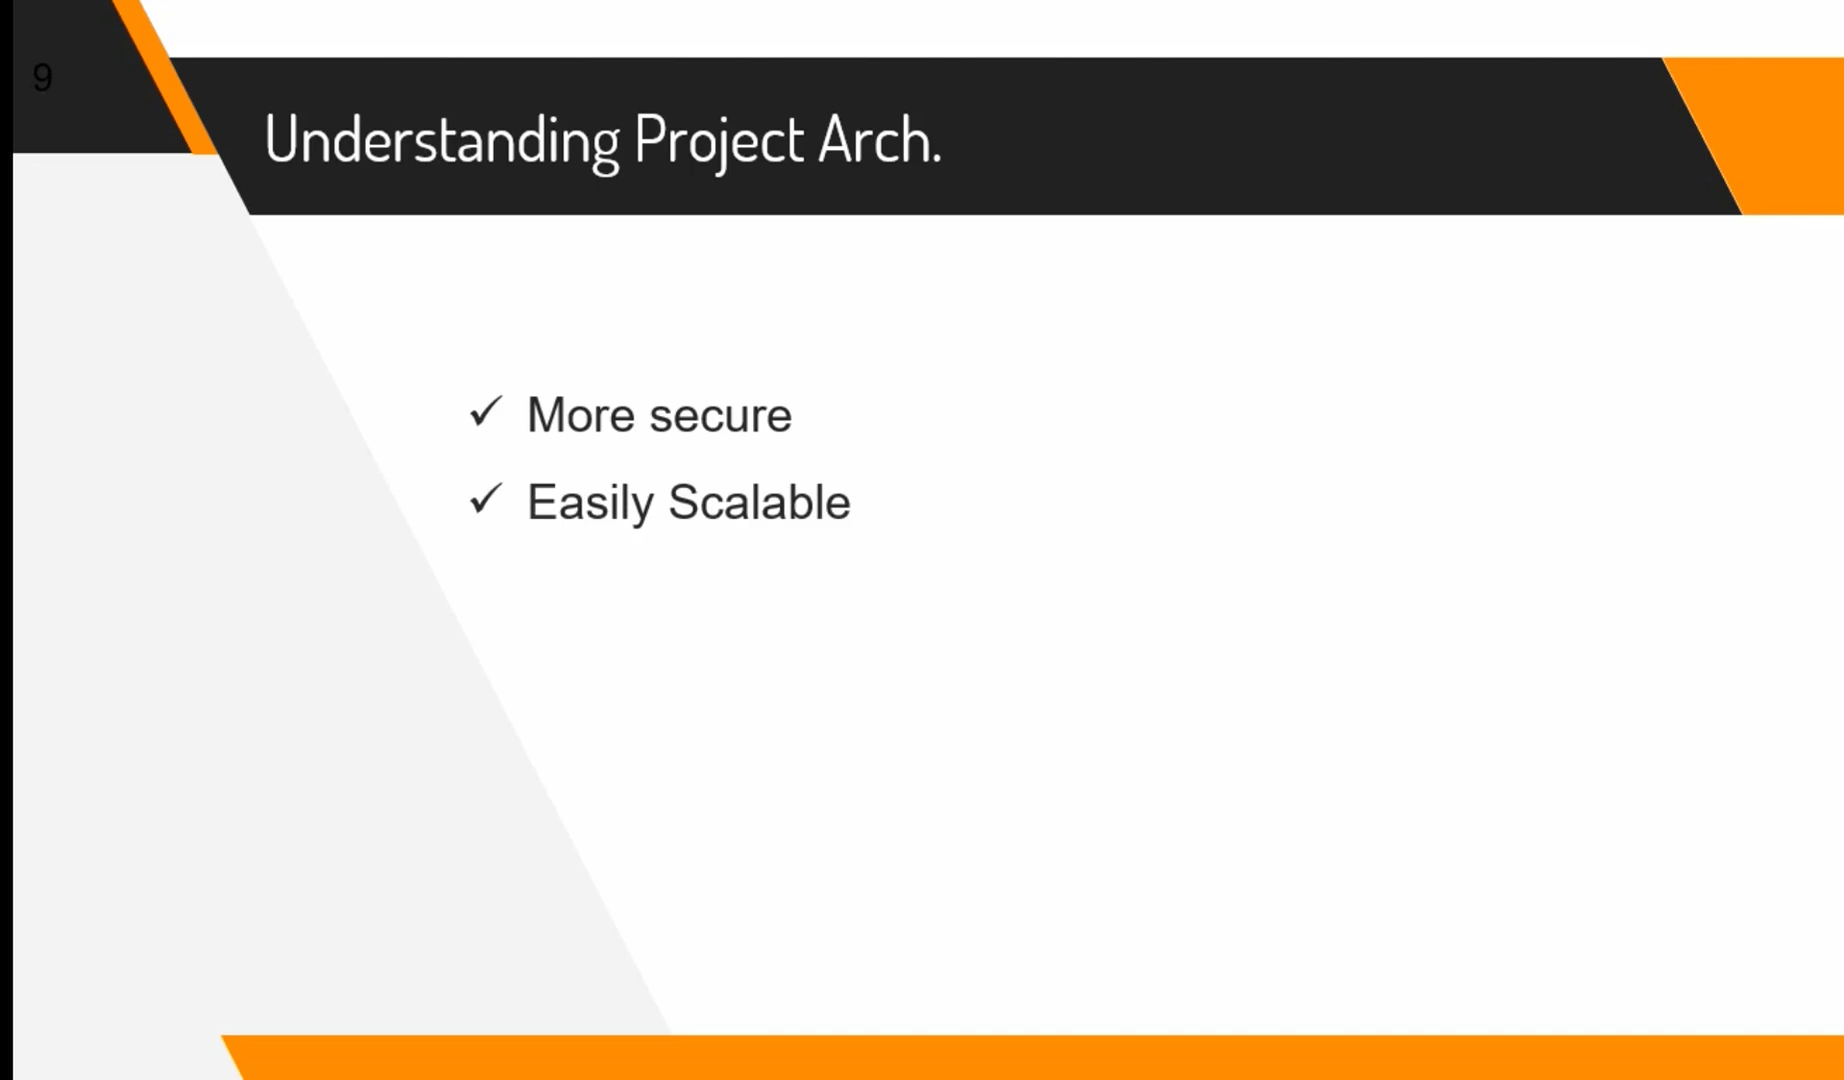 9
Understanding Project Arch.
✓ More secure
✓ Easily Scalable